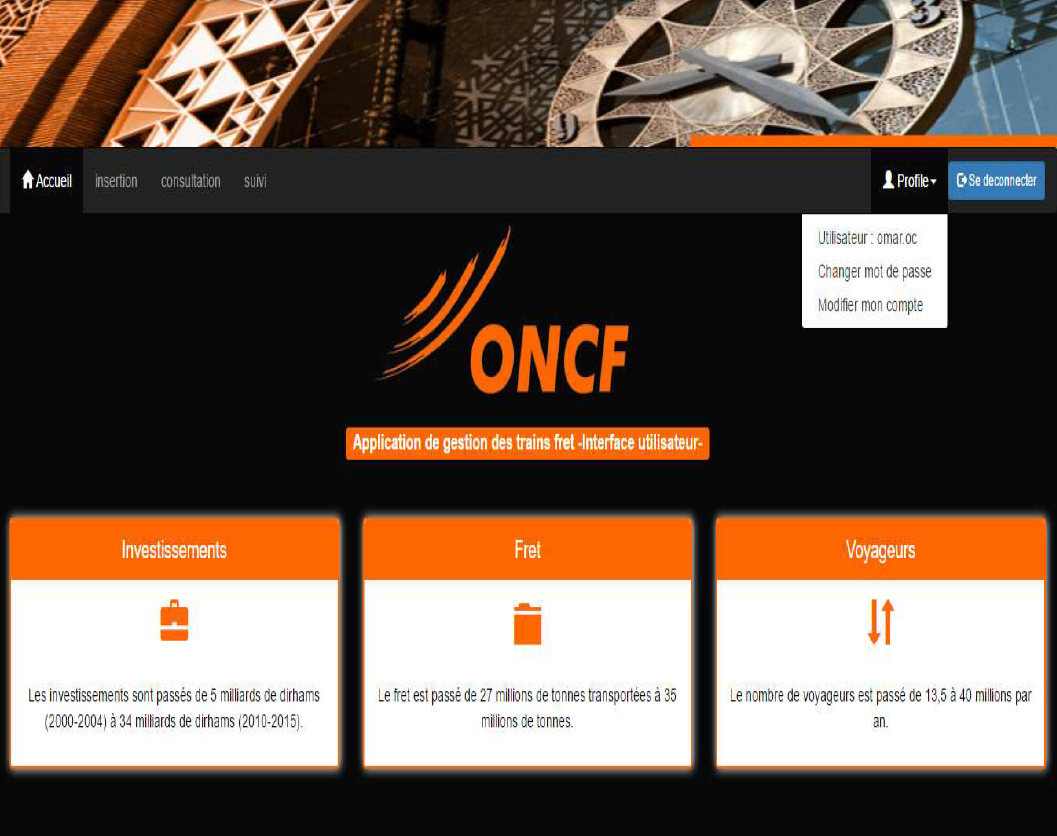 3
9
Accueil insertion consultation suivi Profile Se deconnecter
Utilisateur : omar.oc
Changer mot de passe
Modifier mon compte
ONCF
Application de gestion des trains fret -Interface utilisateur-
Investissements
Les investissements sont passés de 5 milliards de dirhams
(2000-2004) à 34 milliards de dirhams (2010-2015).
Fret
Le fret est passé de 27 millions de tonnes transportées à 35
millions de tonnes.
Voyageurs
Le nombre de voyageurs est passé de 13,5 à 40 millions par
an.